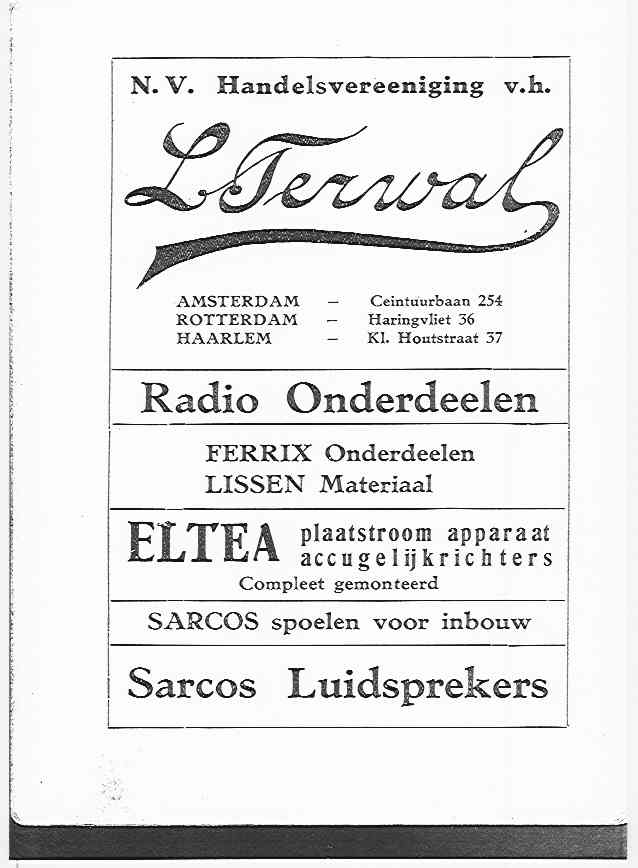 N. V. Handelsvereeniging v.h.
L Terwal
AMSTERDAM – Ceintuurbaan 254
ROTTERDAM – Haringvliet 36
HAARLEM – Kl. Houtstraat 37
Radio Onderdeelen
FERRIX Onderdeelen
LISSEN Materiaal
ELTEA plaatstroom apparaat
accugelijkrichters
Compleet gemonteerd
SARCOS spoelen voor inbouw
Sarcos Luidsprekers